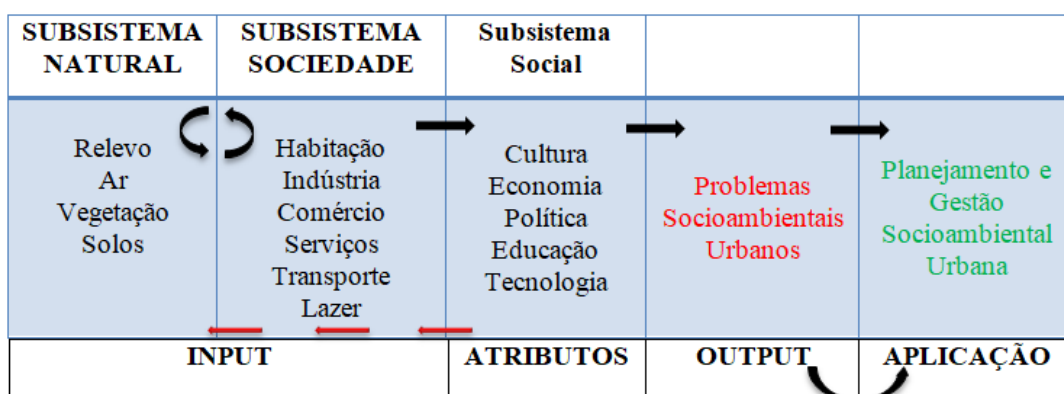 SUBSISTEMA
NATURAL
SUBSISTEMA
SOCIEDADE
Subsistema
Social
Relevo
Ar
Vegetação
Solos
Habitação
Indústria
Comércio
Serviços
Transporte
Lazer
Cultura
Economia
Política
Educação
Tecnologia
Problemas
Socioambientais
Urbanos
Planejamento e
Gestão
Socioambiental
Urbana
INPUT
ATRIBUTOS
OUTPUT
APLICAÇÃO